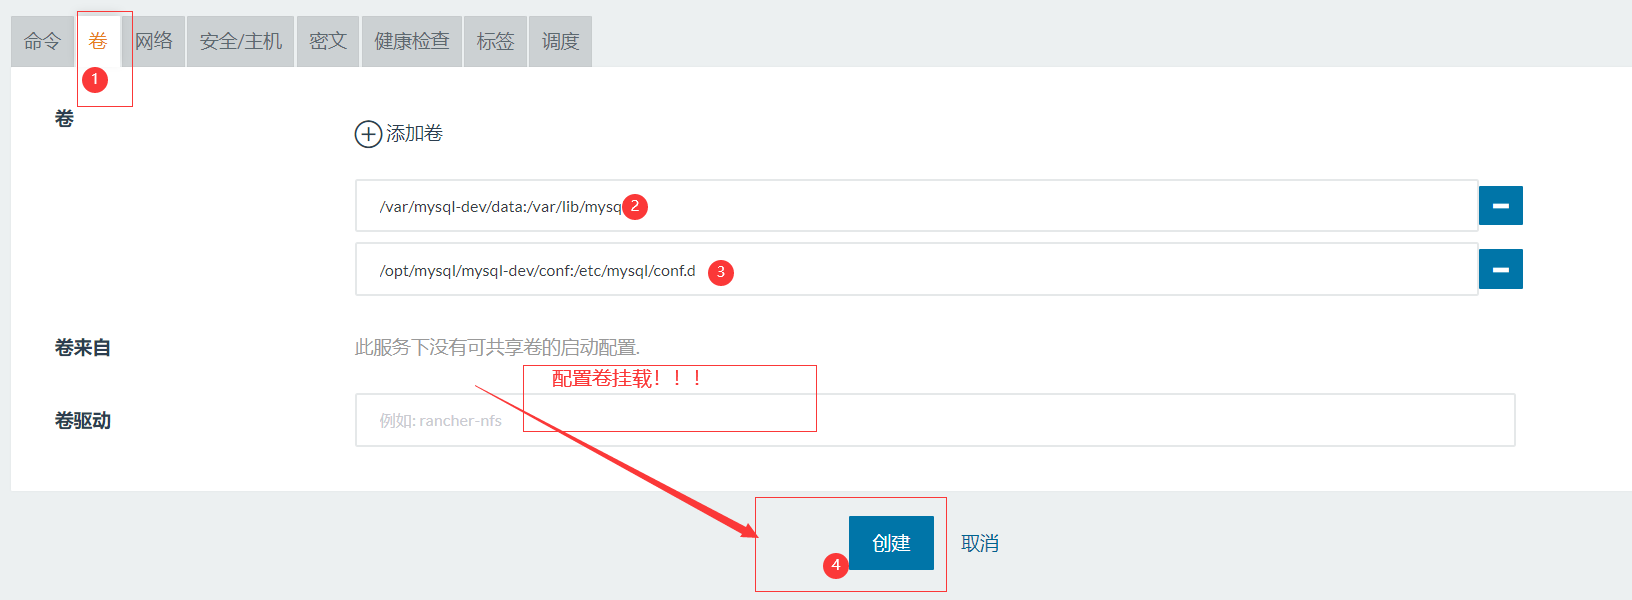 命令 卷 网络 安全/主机 密文 健康检查 标签 调度
1
卷
添加卷
/var/mysql-dev/data:/var/lib/mysq 2
/opt/mysql/mysql-dev/conf:/etc/mysql/conf.d 3
卷来自 此服务下没有可共享卷的启动配置.
配置卷挂载！！！
卷驱动 例如: rancher-nfs
创建 取消
4